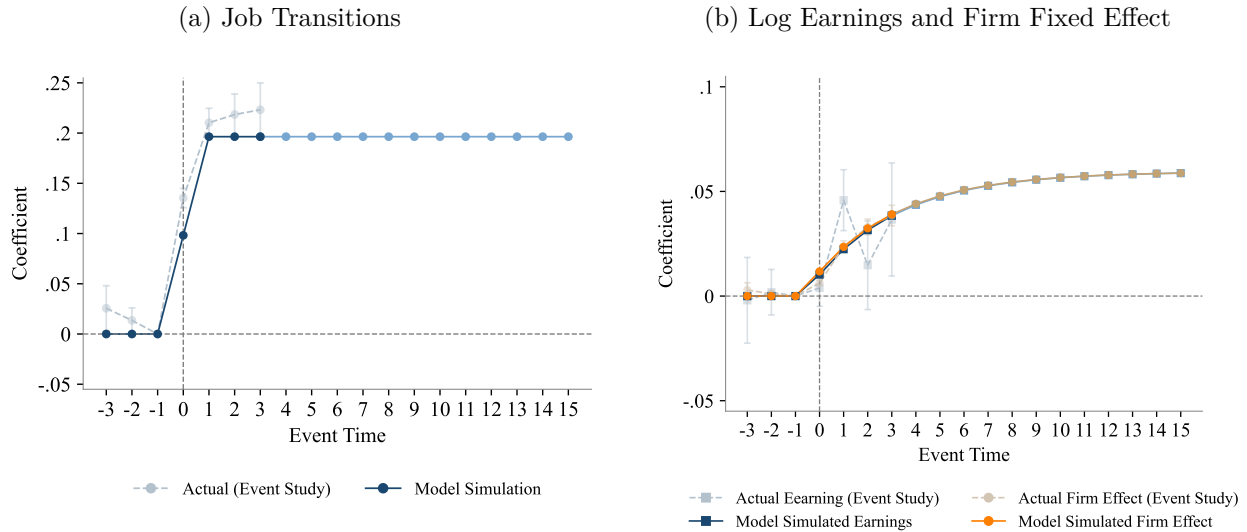 (a) Job Transitions
.25
.2
.15
.1
.05
0
-.05
Coefficient
-3 -2 -1 0 1 2 3 4 5 6 7 8 9 10 11 12 13 14 15
Event Time
Actual (Event Study) Model Simulation
(b) Log Earnings and Firm Fixed Effect
.1
.05
0
-.05
Coefficient
-3 -2 -1 0 1 2 3 4 5 6 7 8 9 10 11 12 13 14 15
Event Time
Actual Eearning (Event Study) Actual Firm Effect (Event Study)
Model Simulated Earnings Model Simulated Firm Effect